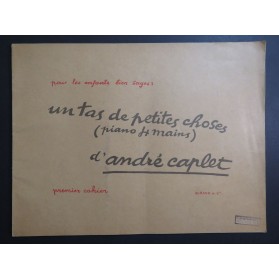 pour les enfants bien sages
un tas de petites choses
(piano 4 mains)
d'andré caplet
premier cahier